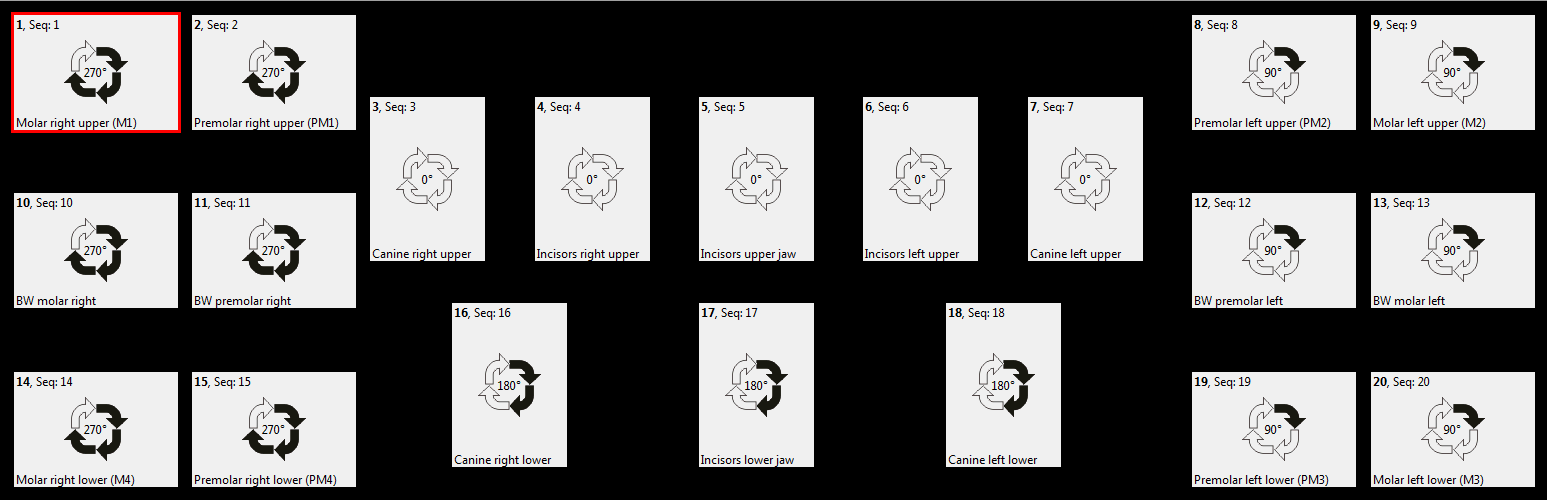 1, Seq: 1
270°
Molar right upper (M1)
2, Seq: 2
270°
Premolar right upper (PM1)
3, Seq: 3
0°
Canine right upper
4, Seq: 4
0°
Incisors right upper
5, Seq: 5
0°
Incisors upper jaw
6, Seq: 6
0°
Incisors left upper
7, Seq: 7
0°
Canine left upper
8, Seq: 8
90°
Premolar left upper (PM2)
9, Seq: 9
90°
Molar left upper (M2)
10, Seq: 10
270°
BW molar right
11, Seq: 11
270°
BW premolar right
12, Seq: 12
90°
BW premolar left
13, Seq: 13
90°
BW molar left
14, Seq: 14
270°
Molar right lower (M4)
15, Seq: 15
270°
Premolar right lower (PM4)
16, Seq: 16
180°
Canine right lower
17, Seq: 17
180°
Incisors lower jaw
18, Seq: 18
180°
Canine left lower
19, Seq: 19
90°
Premolar left lower (PM3)
20, Seq: 20
90°
Molar left lower (M3)